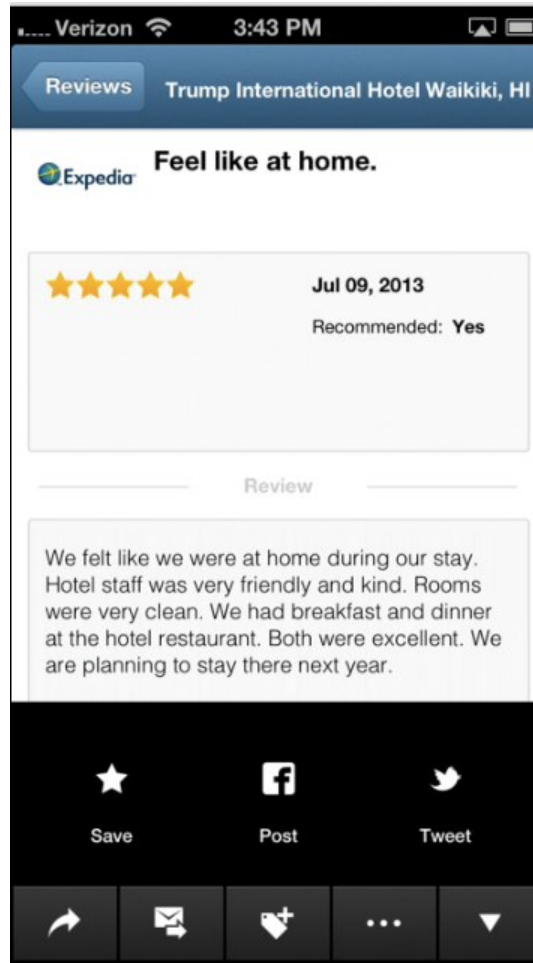 ..... Verizon 3:43 PM
Reviews Trump International Hotel Waikiki, HI
Expedia Feel like at home.
Jul 09, 2013
Recommended: Yes
Review
We felt like we were at home during our stay.
Hotel staff was very friendly and kind. Rooms
were very clean. We had breakfast and dinner
at the hotel restaurant. Both were excellent. We
are planning to stay there next year.
Save Post Tweet